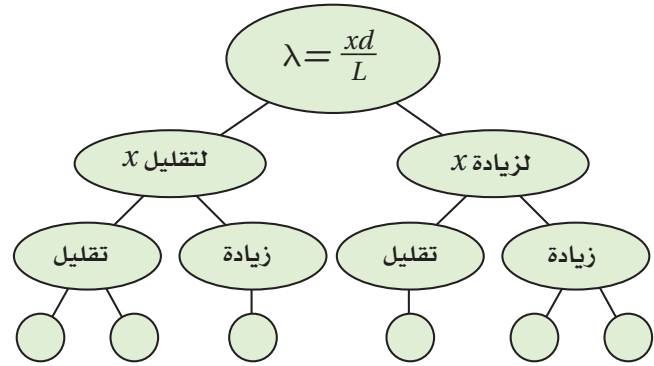 λ = xd/L
لزيادة x
لتقليل x
زيادة
تقليل
زيادة
تقليل